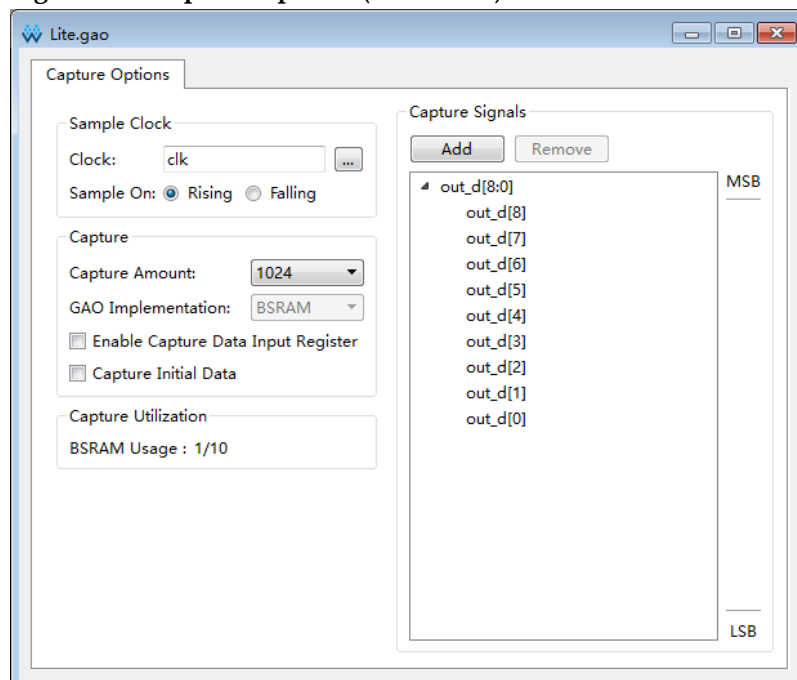 Lite.gao
Capture Options
Sample Clock
Clock: clk ...
Sample On: Rising Falling
Capture
Capture Amount: 1024
GAO Implementation: BSRAM
Enable Capture Data Input Register
Capture Initial Data
Capture Utilization
BSRAM Usage : 1/10
Capture Signals
Add Remove
out_d[8:0]
out_d[8]
out_d[7]
out_d[6]
out_d[5]
out_d[4]
out_d[3]
out_d[2]
out_d[1]
out_d[0]
MSB
LSB